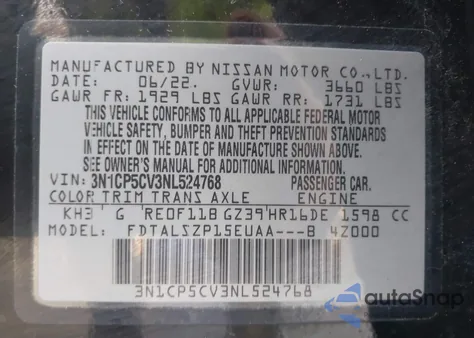 MANUFACTURED BY NISSAN MOTOR CO.,LTD.
DATE: 06/22. GVWR: 3660 LBS
GAWR FR: 1929 LBS GAWR RR: 1731 LBS
THIS VEHICLE CONFORMS TO ALL APPLICABLE FEDERAL MOTOR
VEHICLE SAFETY, BUMPER AND THEFT PREVENTION STANDARDS
IN EFFECT ON THE DATE OF MANUFACTURE SHOWN ABOVE.
SEE OWNER'S MANUAL FOR ADDITIONAL INFORMATION.
VIN: 3N1CP5CV3NL524768 PASSENGER CAR.
COLOR TRIM TRANS AXLE ENGINE
KH3 G RE0F11B GZ39 HR16DE 1598 CC
MODEL: FDTALSZP15EUAA---B 4Z000
3N1CP5CV3NL524768
autoSnap